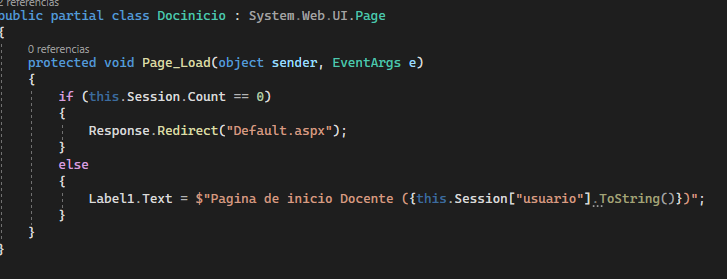 2 referencias
public partial class Docinicio : System.Web.UI.Page
{
0 referencias
protected void Page_Load(object sender, EventArgs e)
{
if (this.Session.Count == 0)
{
Response.Redirect("Default.aspx");
}
else
{
Label1.Text = $"Pagina de inicio Docente ({this.Session["usuario"].ToString()})";
}
}
}